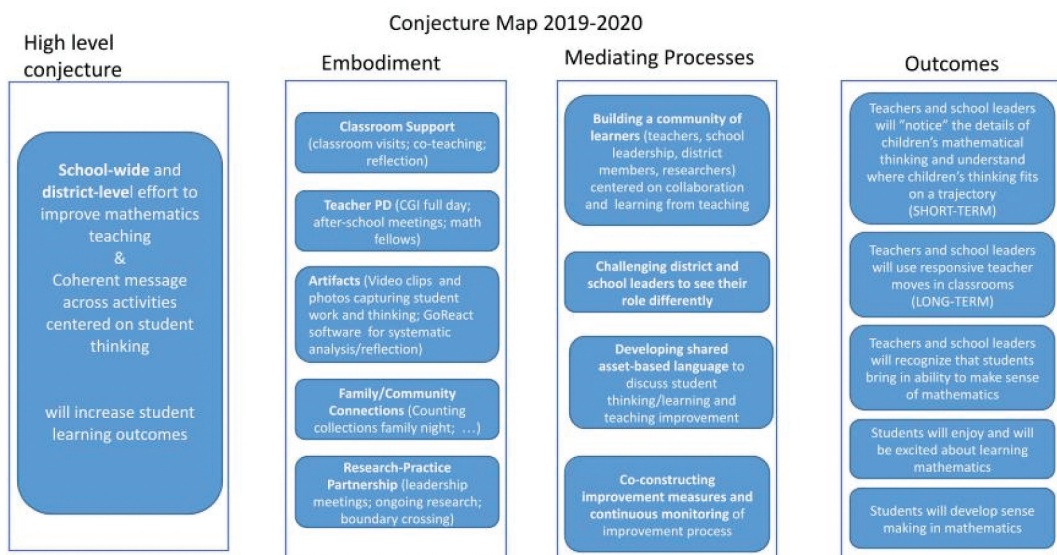 Conjecture Map 2019-2020
High level
conjecture
School-wide and
district-level effort to
improve mathematics
teaching
&
Coherent message
across activities
centered on student
thinking
will increase student
learning outcomes
Embodiment
Classroom Support
(classroom visits; co-teaching;
reflection)
Teacher PD (CGI full day;
after-school meetings; math
fellows)
Artifacts (Video clips and
photos capturing student
work and thinking; GoReact
software for systematic
analysis/reflection)
Family/Community
Connections (Counting
collections family night; ...)
Research-Practice
Partnership (leadership
meetings; ongoing research;
boundary crossing)
Mediating Processes
Building a community of
learners (teachers, school
leadership, district
members, researchers)
centered on collaboration
and learning from teaching
Challenging district and
school leaders to see their
role differently
Developing shared
asset-based language to
discuss student
thinking/learning and
teaching improvement
Co-constructing
improvement measures and
continuous monitoring of
improvement process
Outcomes
Teachers and school leaders
will "notice" the details of
children's mathematical
thinking and understand
where children's thinking fits
on a trajectory
(SHORT-TERM)
Teachers and school leaders
will use responsive teacher
moves in classrooms
(LONG-TERM)
Teachers and school leaders
will recognize that students
bring in ability to make sense
of mathematics
Students will enjoy and will
be excited about learning
mathematics
Students will develop sense
making in mathematics